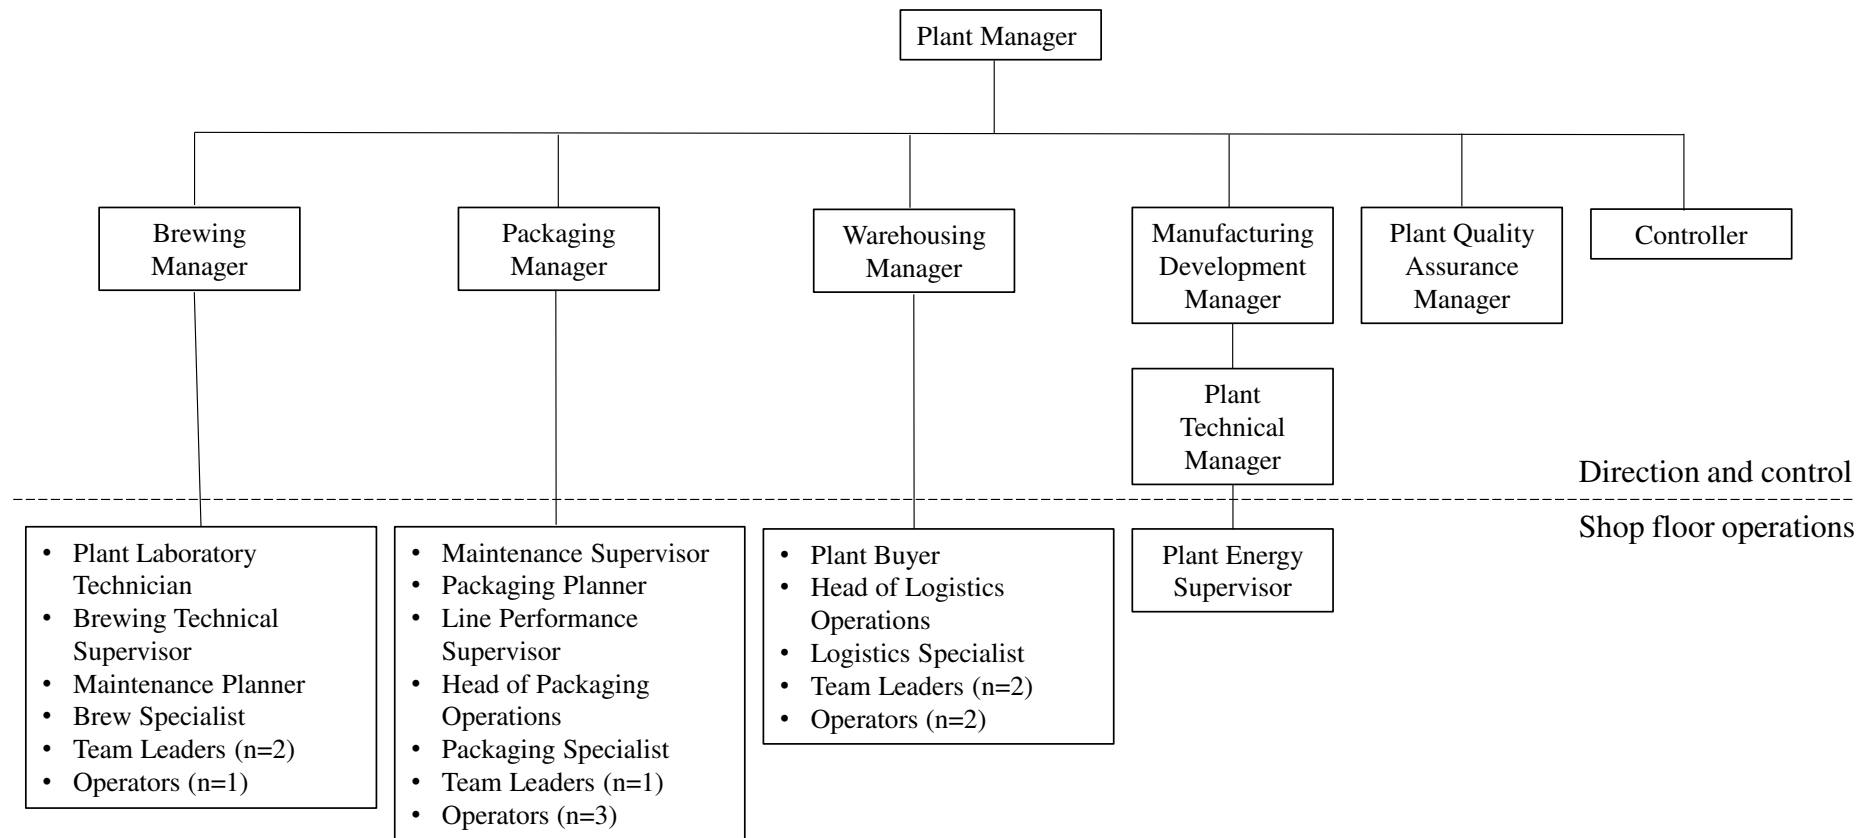 Plant Manager
Brewing
Manager
Packaging
Manager
Warehousing
Manager
Manufacturing
Development
Manager
Plant Quality
Assurance
Manager
Controller
Plant
Technical
Manager
Direction and control
Shop floor operations
• Plant Laboratory
Technician
• Brewing Technical
Supervisor
• Maintenance Planner
• Brew Specialist
• Team Leaders (n=2)
• Operators (n=1)
• Maintenance Supervisor
• Packaging Planner
• Line Performance
Supervisor
• Head of Packaging
Operations
• Packaging Specialist
• Team Leaders (n=1)
• Operators (n=3)
• Plant Buyer
• Head of Logistics
Operations
• Logistics Specialist
• Team Leaders (n=2)
• Operators (n=2)
Plant Energy
Supervisor